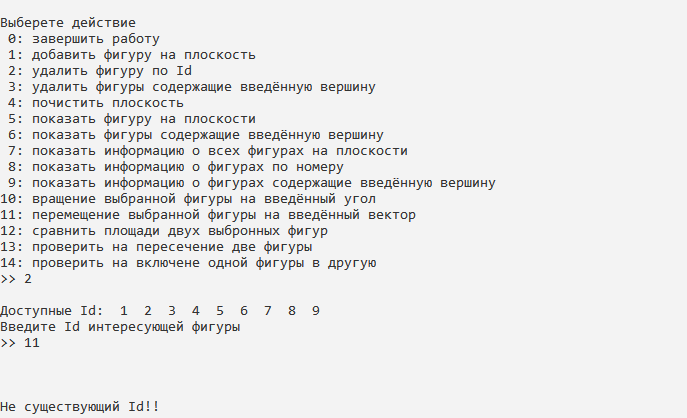 Выберете действие
0: завершить работу
1: добавить фигуру на плоскость
2: удалить фигуру по Id
3: удалить фигуры содержащие введённую вершину
4: почистить плоскость
5: показать фигуру на плоскости
6: показать фигуры содержащие введённую вершину
7: показать информацию о всех фигурах на плоскости
8: показать информацию о фигурах по номеру
9: показать информацию о фигурах содержащие введённую вершину
10: вращение выбранной фигуры на введённый угол
11: перемещение выбранной фигуры на введённый вектор
12: сравнить площади двух выбронных фигур
13: проверить на пересечение две фигуры
14: проверить на включене одной фигуры в другую
>> 2
Доступные Id:  1  2  3  4  5  6  7  8  9
Введите Id интересующей фигуры
>> 11
Не существующий Id!!